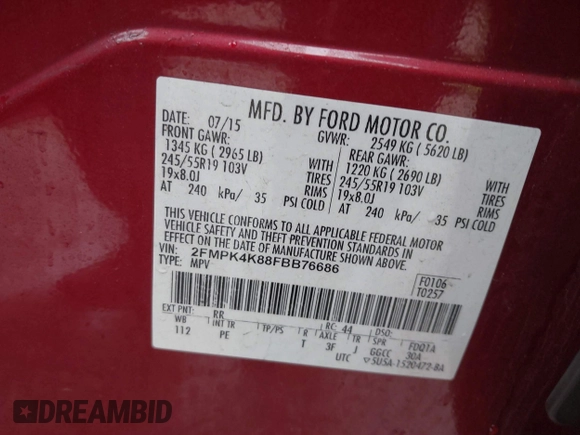 MFD. BY FORD MOTOR CO.
DATE: 07/15 GVWR: 2549 KG ( 5620 LB)
FRONT GAWR: REAR GAWR:
1345 KG ( 2965 LB) WITH 1220 KG ( 2690 LB) WITH
245/55R19 103V TIRES 245/55R19 103V TIRES
19x8.0J RIMS 19x8.0J RIMS
AT 240 kPa/ 35 PSI COLD AT 240 kPa/ 35 PSI COLD
THIS VEHICLE CONFORMS TO ALL APPLICABLE FEDERAL MOTOR
VEHICLE SAFETY AND THEFT PREVENTION STANDARDS IN
EFFECT ON THE DATE OF MANUFACTURE SHOWN ABOVE.
VIN: 2FMPK4K88FBB76686
TYPE: MPV
F0106
T0257
EXT PNT: RR RC: 44 DSO:
WB INT TR TP/PS R AXLE TR SPR FDQ1A
112 PE T 3F J GGCC 30A
UTC ▽SUSA-1520472-BA
DREAMBID